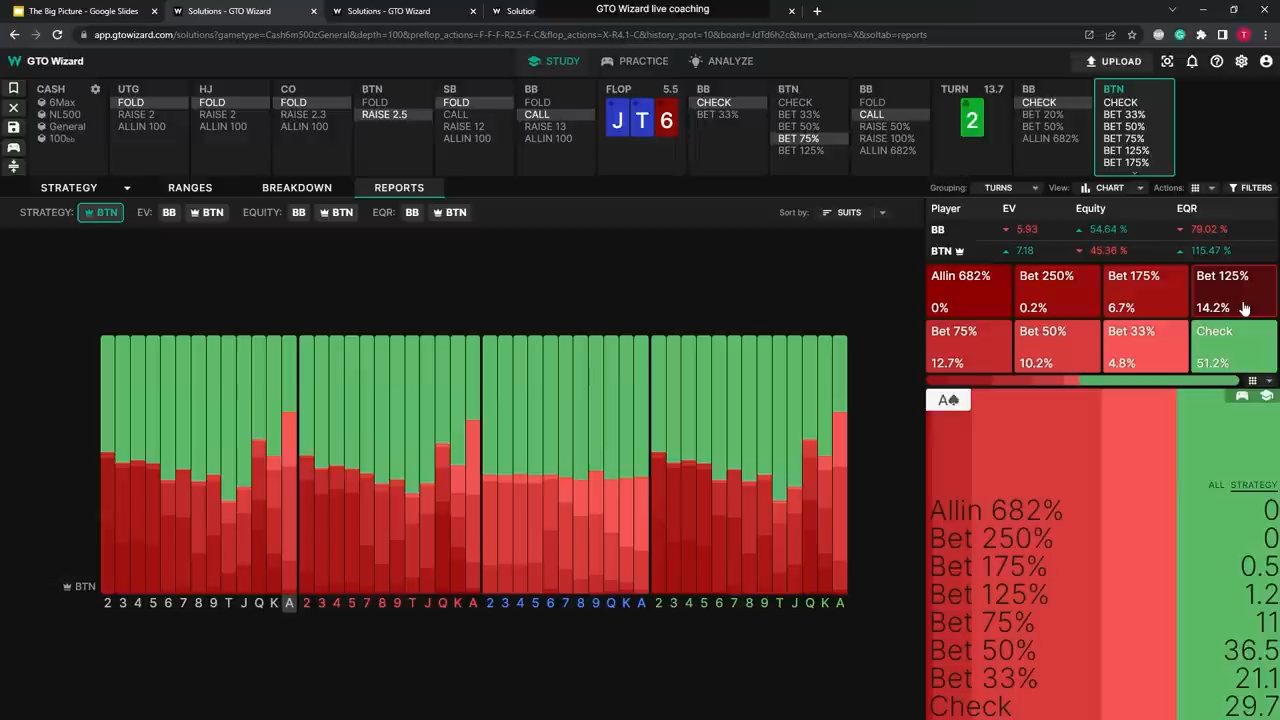 The Big Picture - Google Slides
Solutions - GTO Wizard
Solutions - GTO Wizard
Solution
GTO Wizard live coaching
app.gtowizard.com/solutions?gametype=Cash6m500zGeneral&depth=100&preflop_actions=F-F-F-R2.5-F-C&flop_actions=X-R4.1-C&history_spot=10&board=JdTd6h2c&turn_actions=X&soltab=reports
T
GTO Wizard
STUDY
PRACTICE
ANALYZE
UPLOAD
CASH
6Max
NL500
General
100bb
UTG
FOLD
RAISE 2
ALLIN 100
HJ
FOLD
RAISE 2
ALLIN 100
CO
FOLD
RAISE 2.3
ALLIN 100
BTN
FOLD
RAISE 2.5
SB
FOLD
CALL
RAISE 12
ALLIN 100
BB
FOLD
CALL
RAISE 13
ALLIN 100
FLOP 5.5
J T 6
BB
CHECK
BET 33%
BTN
CHECK
BET 33%
BET 50%
BET 75%
BET 125%
BB
FOLD
CALL
RAISE 50%
RAISE 100%
ALLIN 682%
TURN 13.7
2
BB
CHECK
BET 20%
BET 50%
ALLIN 682%
BTN
CHECK
BET 33%
BET 50%
BET 75%
BET 125%
BET 175%
STRATEGY
RANGES
BREAKDOWN
REPORTS
Grouping: TURNS
View: CHART
Actions:
FILTERS
STRATEGY: BTN EV: BB BTN EQUITY: BB BTN EQR: BB BTN
Sort by: SUITS
Player EV Equity EQR
BB 5.93 54.64 % 79.02 %
BTN 7.18 45.36 % 115.47 %
Allin 682% Bet 250% Bet 175% Bet 125%
0% 0.2% 6.7% 14.2%
Bet 75% Bet 50% Bet 33% Check
12.7% 10.2% 4.8% 51.2%
A♠
ALL STRATEGY
Allin 682% 0
Bet 250% 0
Bet 175% 0.5
Bet 125% 1.2
Bet 75% 11
Bet 50% 36.5
Bet 33% 21.1
Check 29.7
BTN
2 3 4 5 6 7 8 9 T J Q K A 2 3 4 5 7 8 9 T J Q K A 2 3 4 5 6 7 8 9 Q K A 2 3 4 5 6 7 8 9 T J Q K A